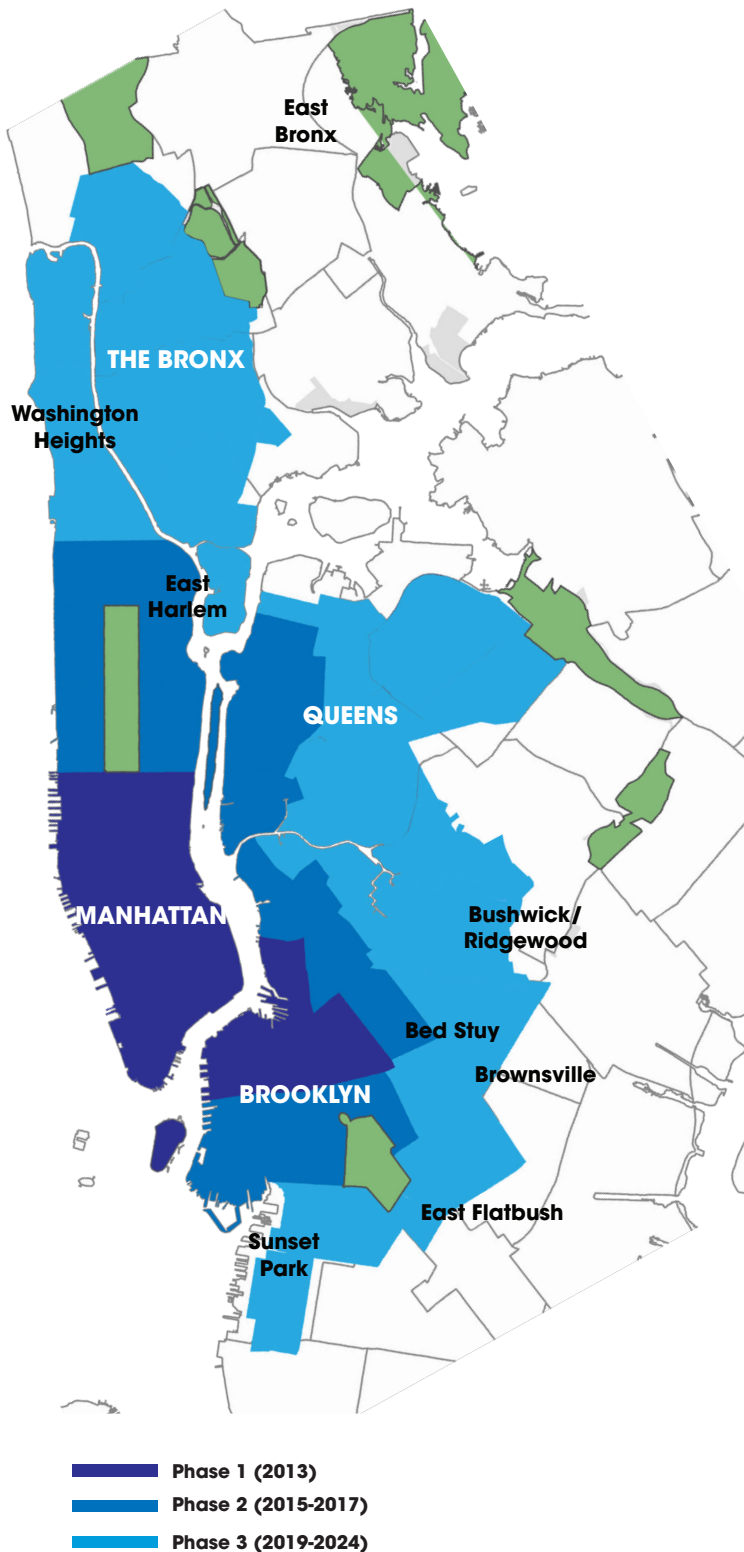 East
Bronx
THE BRONX
Washington
Heights
East
Harlem
QUEENS
MANHATTAN
Bushwick/
Ridgewood
Bed Stuy
Brownsville
BROOKLYN
East Flatbush
Sunset
Park
Phase 1 (2013)
Phase 2 (2015-2017)
Phase 3 (2019-2024)